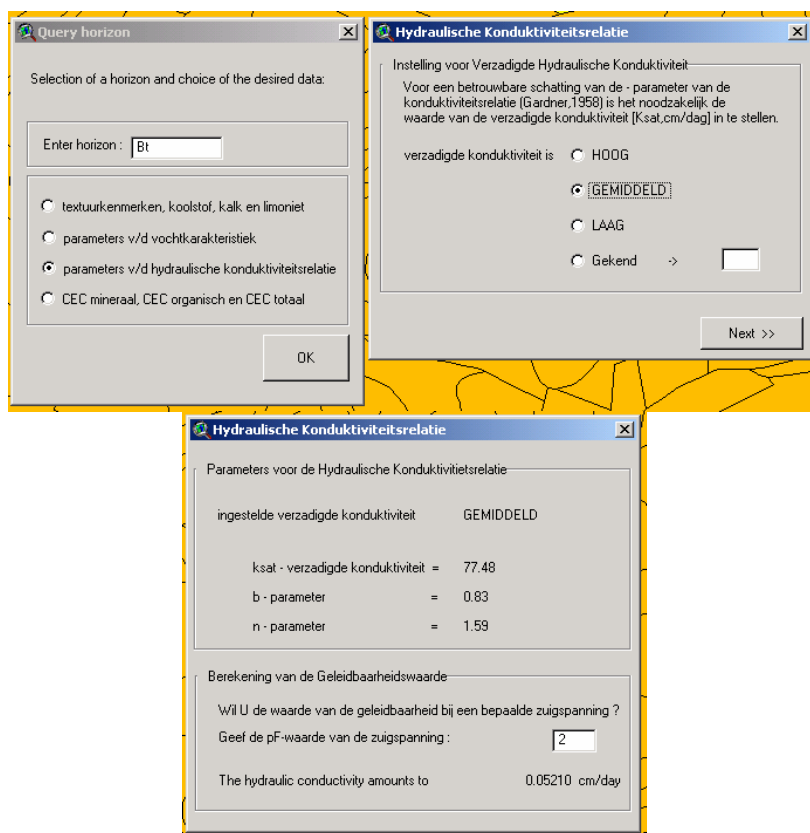 Query horizon
Selection of a horizon and choice of the desired data:
Enter horizon : Bt
textuurkenmerken, koolstof, kalk en limoniet
parameters v/d vochtkarakteristiek
parameters v/d hydraulische konduktiviteitsrelatie
CEC mineraal, CEC organisch en CEC totaal
OK
Hydraulische Konduktiviteitsrelatie
Instelling voor Verzadigde Hydraulische Konduktiviteit
Voor een betrouwbare schatting van de - parameter van de
konduktiviteitsrelatie (Gardner,1958) is het noodzakelijk de
waarde van de verzadigde konduktiviteit [Ksat,cm/dag] in te stellen.
verzadigde konduktiviteit is HOOG
GEMIDDELD
LAAG
Gekend ->
Next >>
Hydraulische Konduktiviteitsrelatie
Parameters voor de Hydraulische Konduktivitietsrelatie
ingestelde verzadigde konduktiviteit GEMIDDELD
ksat - verzadigde konduktiviteit = 77.48
b - parameter = 0.83
n - parameter = 1.59
Berekening van de Geleidbaarheidswaarde
Wil U de waarde van de geleidbaarheid bij een bepaalde zuigspanning ?
Geef de pF-waarde van de zuigspanning : 2
The hydraulic conductivity amounts to 0.05210 cm/day